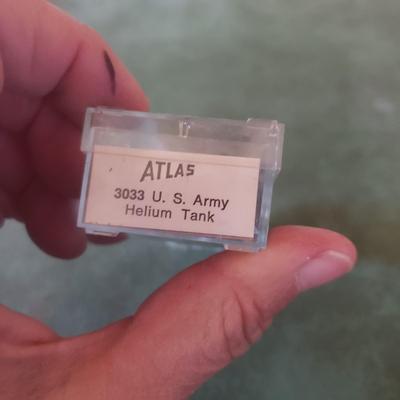 ATLAS
3033 U. S. Army
Helium Tank